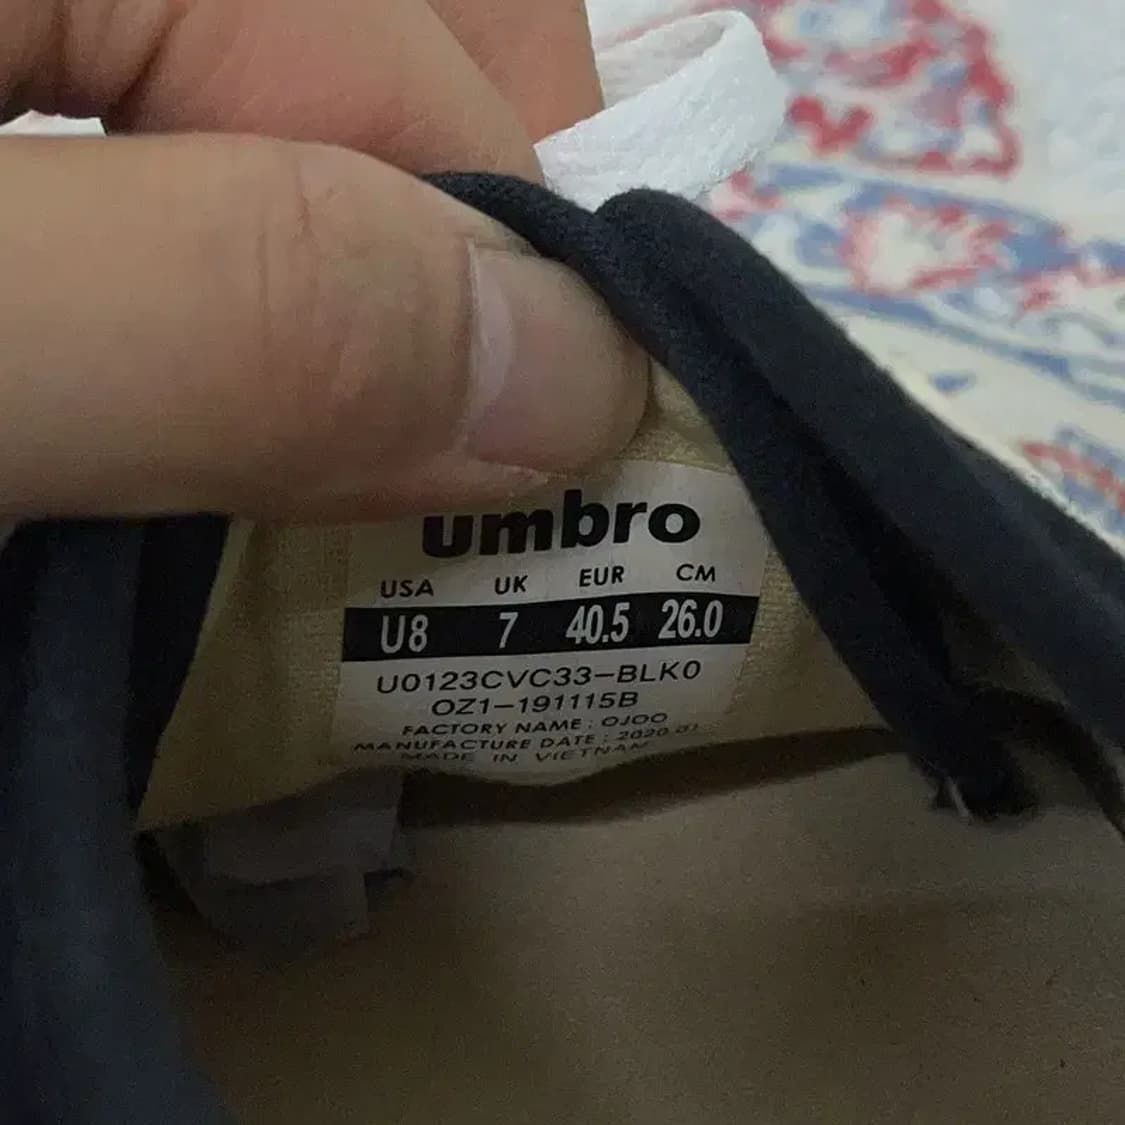 umbro
USA UK EUR CM
U8 7 40.5 26.0
U0123CVC33-BLK0
OZ1-191115B
FACTORY NAME : OJOO
MANUFACTURE DATE : 2020.01
MADE IN VIETNAM